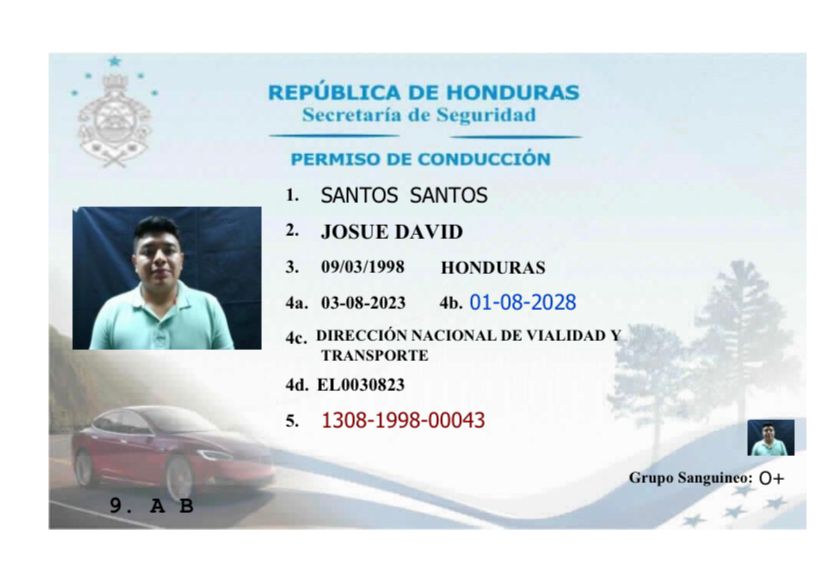 REPÚBLICA DE HONDURAS
Secretaría de Seguridad
PERMISO DE CONDUCCIÓN
1. SANTOS SANTOS
2. JOSUE DAVID
3. 09/03/1998 HONDURAS
4a. 03-08-2023 4b. 01-08-2028
4c. DIRECCIÓN NACIONAL DE VIALIDAD Y
TRANSPORTE
4d. EL0030823
5. 1308-1998-00043
Grupo Sanguineo: O+
9. A B